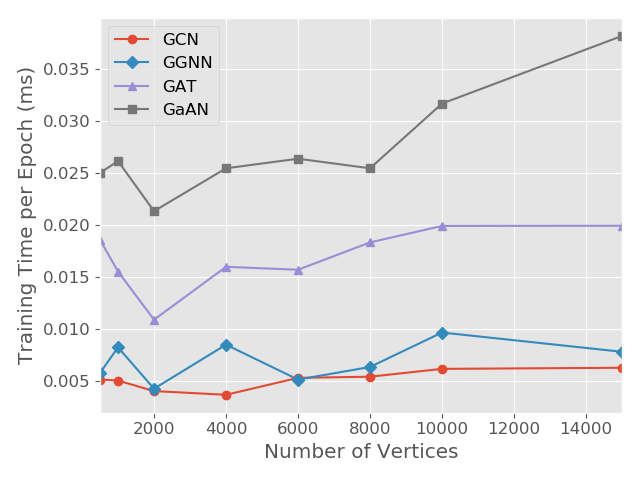 GCN
GGNN
GAT
GaAN
Training Time per Epoch (ms)
0.035
0.030
0.025
0.020
0.015
0.010
0.005
2000 4000 6000 8000 10000 12000 14000
Number of Vertices